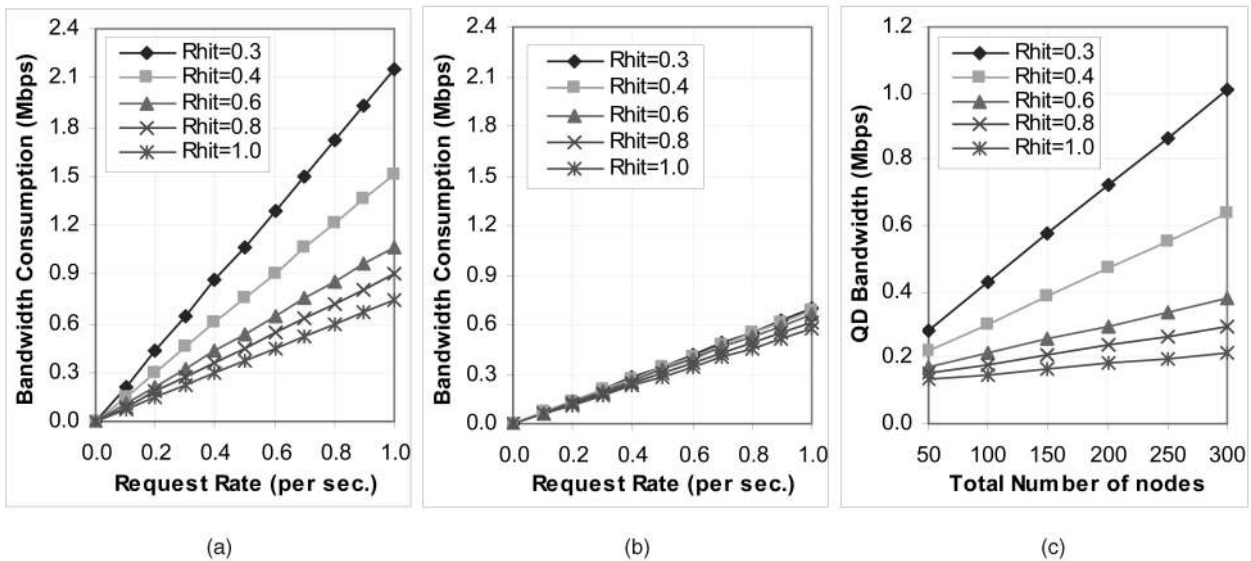 Bandwidth Consumption (Mbps)
2.4
2.1
1.8
1.5
1.2
0.9
0.6
0.3
0.0
Rhit=0.3
Rhit=0.4
Rhit=0.6
Rhit=0.8
Rhit=1.0
0.0 0.2 0.4 0.6 0.8 1.0
Request Rate (per sec.)
(a)
Bandwidth Consumption (Mbps)
2.4
2.1
1.8
1.5
1.2
0.9
0.6
0.3
0.0
Rhit=0.3
Rhit=0.4
Rhit=0.6
Rhit=0.8
Rhit=1.0
0.0 0.2 0.4 0.6 0.8 1.0
Request Rate (per sec.)
(b)
QD Bandwidth (Mbps)
1.2
1.0
0.8
0.6
0.4
0.2
0.0
Rhit=0.3
Rhit=0.4
Rhit=0.6
Rhit=0.8
Rhit=1.0
50 100 150 200 250 300
Total Number of nodes
(c)